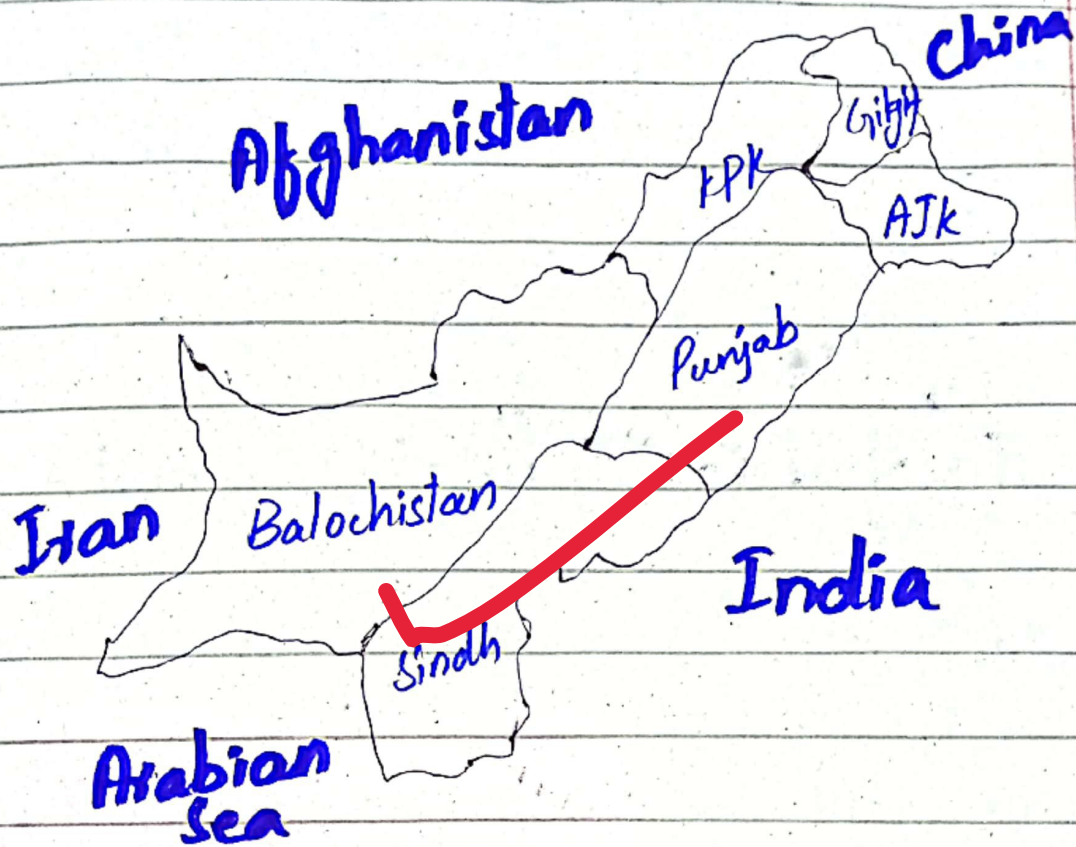 China
Afghanistan
KPK
AJK
Punjab
Balochistan
Iran
India
Sindh
Arabian
Sea